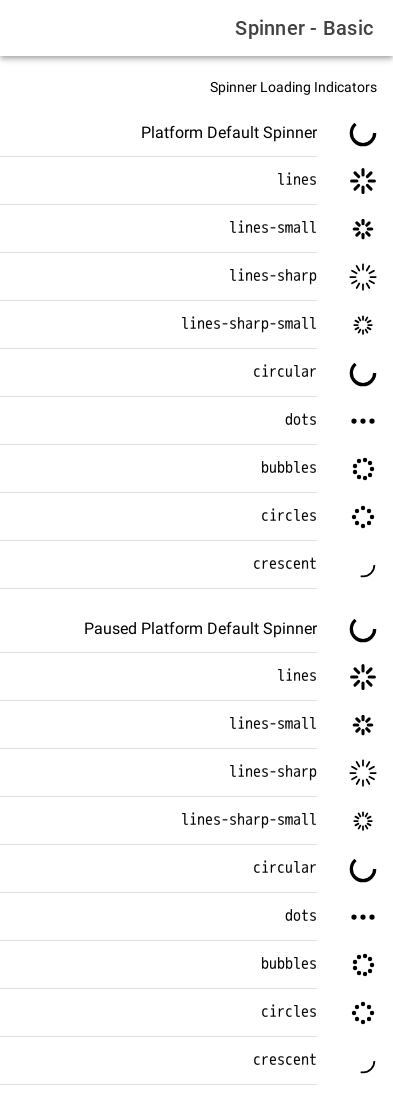 Spinner - Basic
Spinner Loading Indicators
Platform Default Spinner
lines
lines-small
lines-sharp
lines-sharp-small
circular
dots
bubbles
circles
crescent
Paused Platform Default Spinner
lines
lines-small
lines-sharp
lines-sharp-small
circular
dots
bubbles
circles
crescent